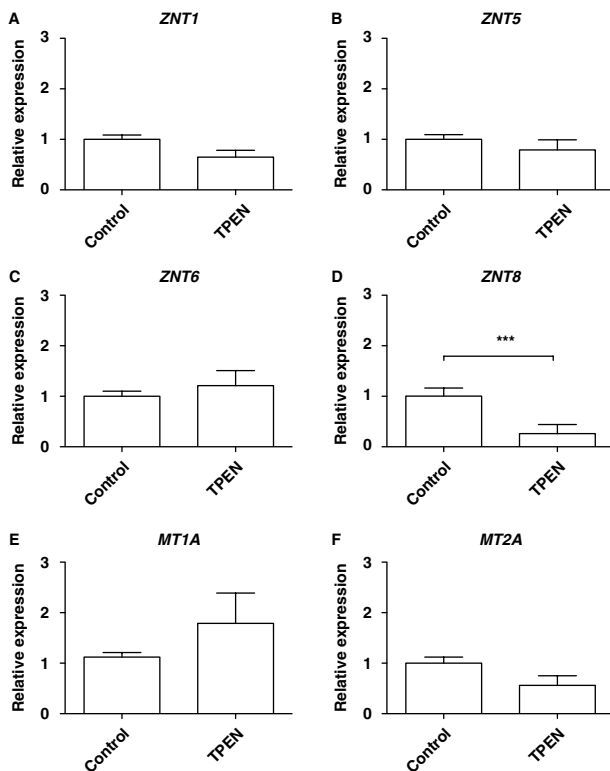 A
ZNT1
Relative expression
3
2
1
0
Control
TPEN
B
ZNT5
Relative expression
3
2
1
0
Control
TPEN
C
ZNT6
Relative expression
3
2
1
0
Control
TPEN
D
ZNT8
Relative expression
3
2
1
0
***
Control
TPEN
E
MT1A
Relative expression
3
2
1
0
Control
TPEN
F
MT2A
Relative expression
3
2
1
0
Control
TPEN